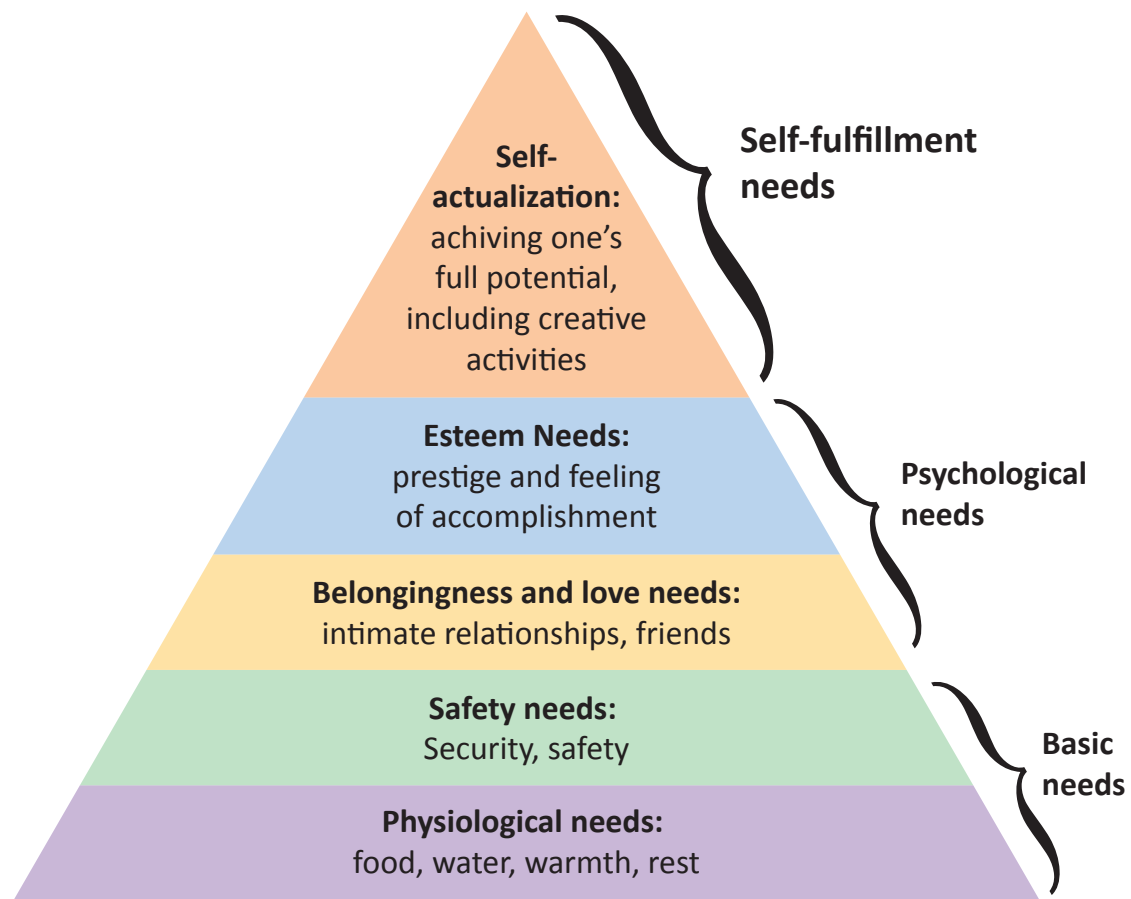 Self-
actualization:
achiving one’s
full potential,
including creative
activities
Self-fulfillment
needs
Esteem Needs:
prestige and feeling
of accomplishment
Psychological
needs
Belongingness and love needs:
intimate relationships, friends
Safety needs:
Security, safety
Basic
needs
Physiological needs:
food, water, warmth, rest